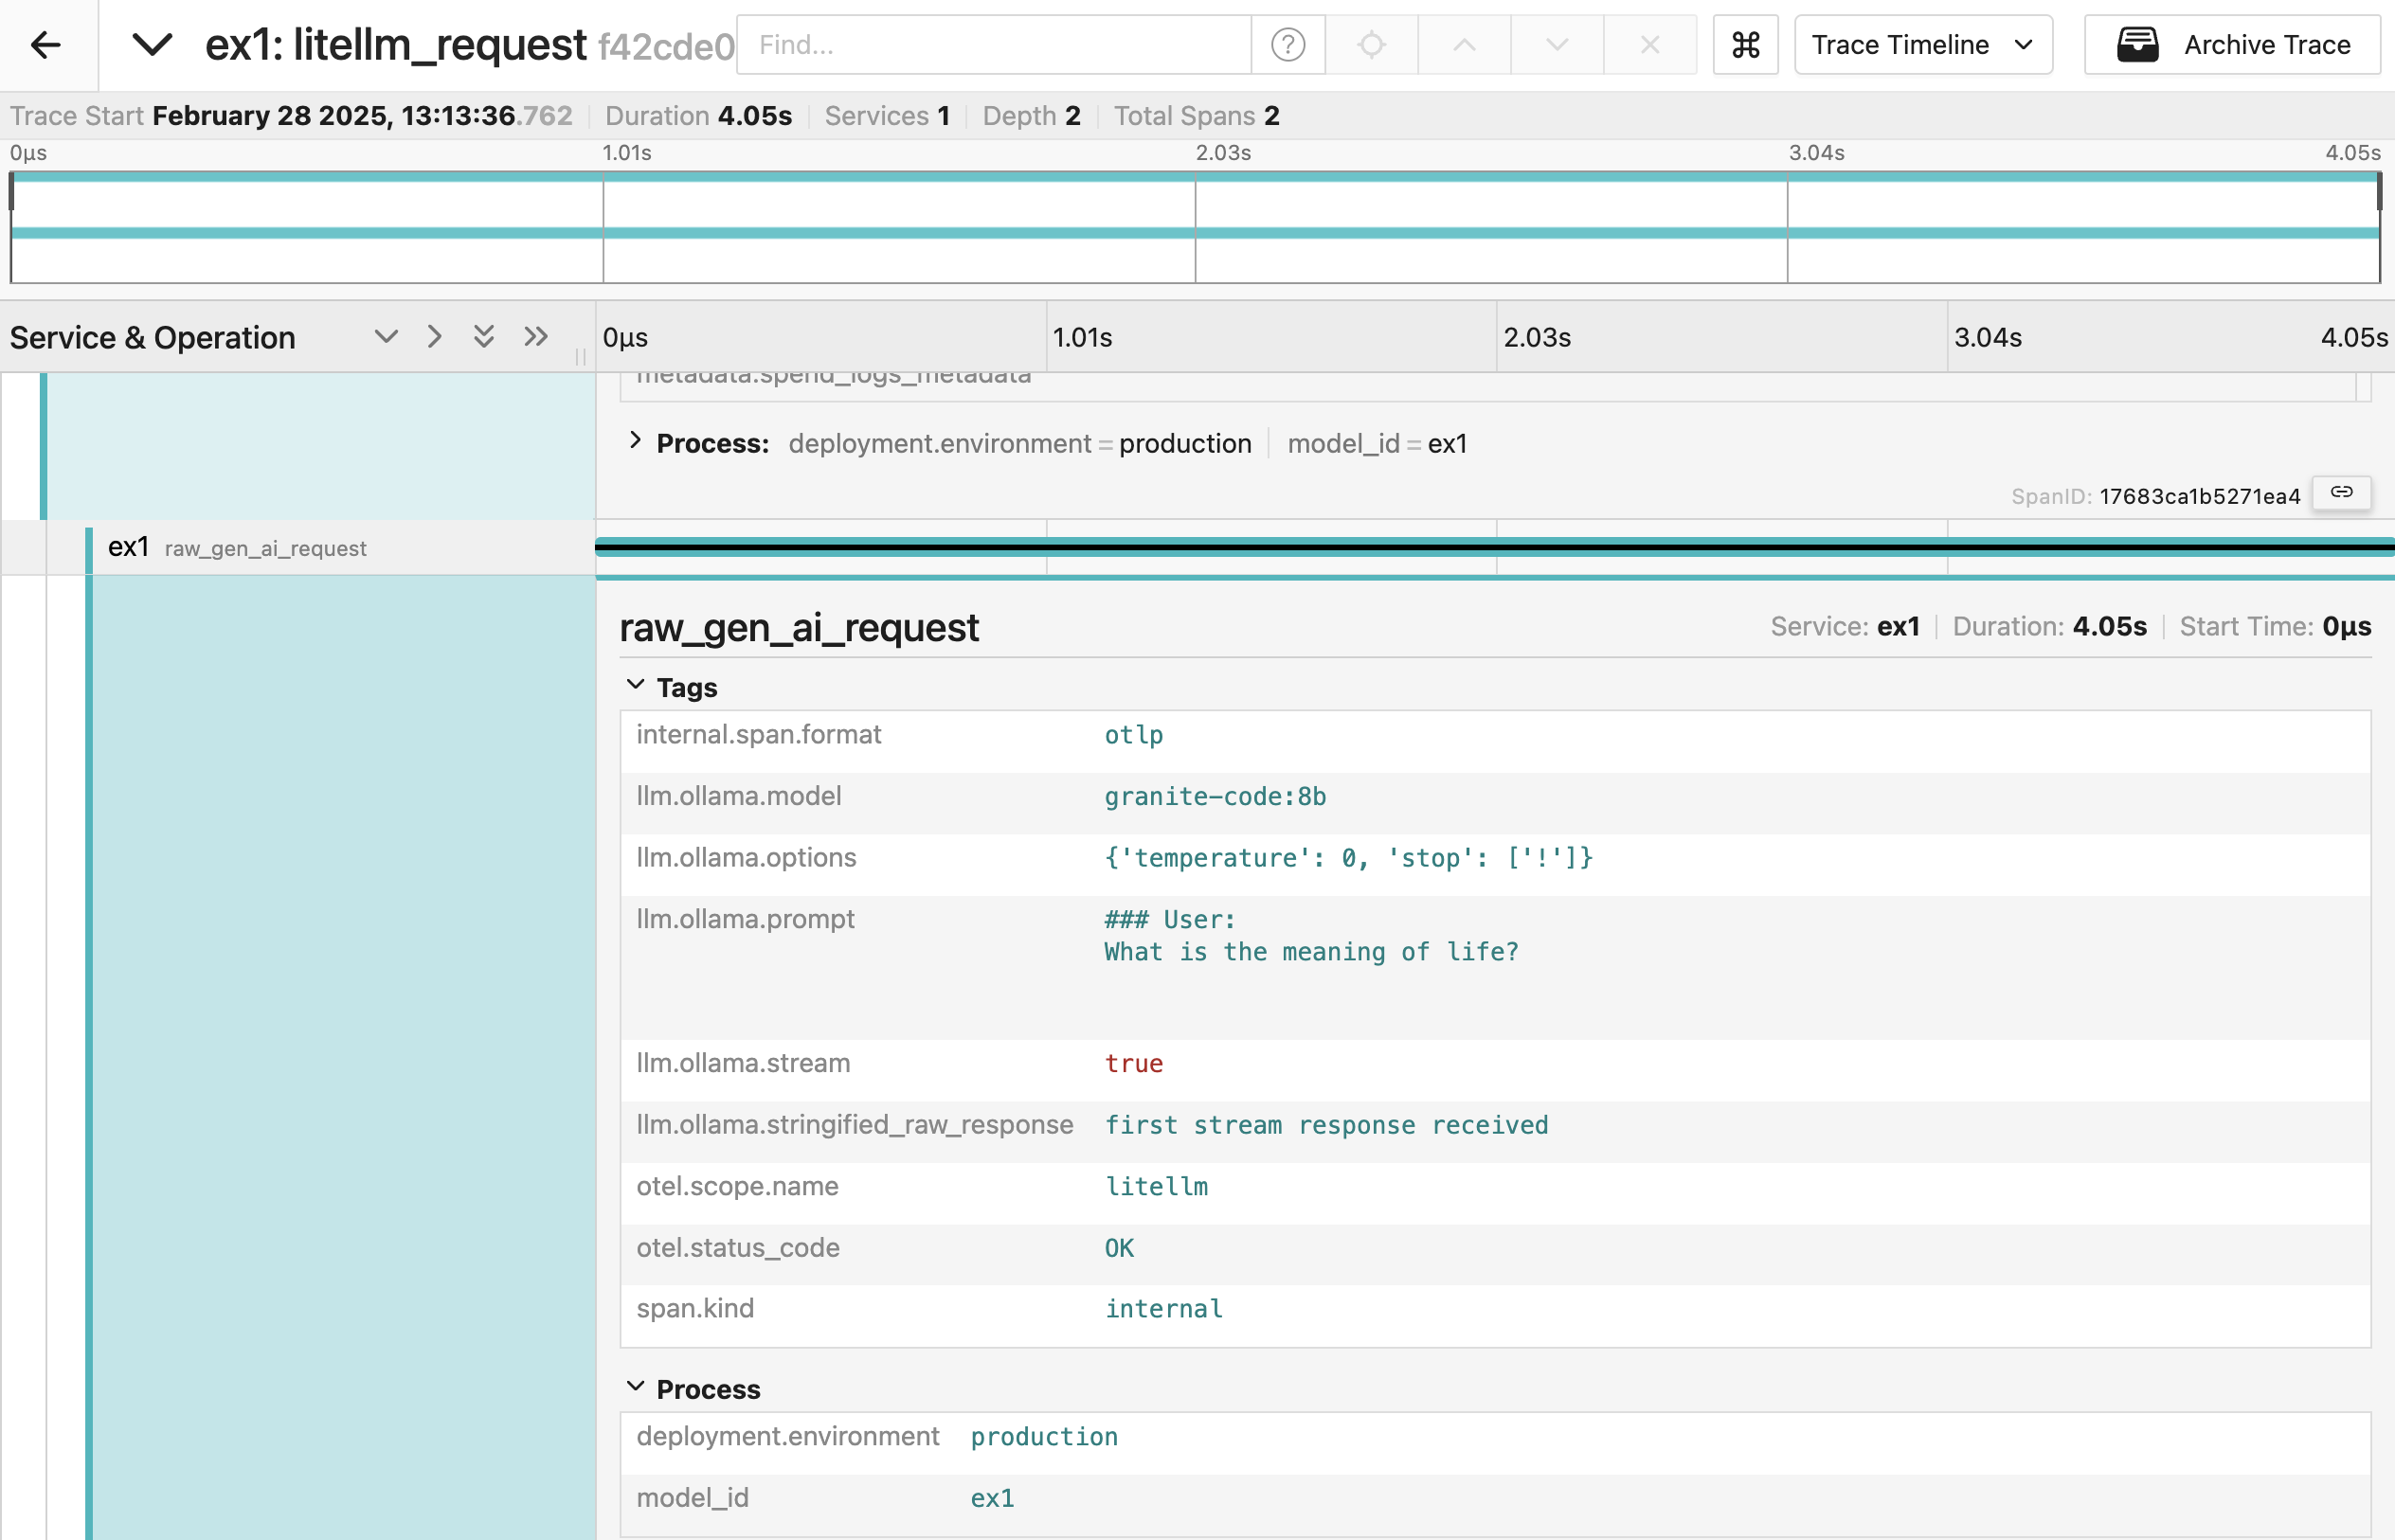 ex1: litellm_request f42cde0
Find...
Trace Timeline
Archive Trace
Trace Start February 28 2025, 13:13:36.762 Duration 4.05s Services 1 Depth 2 Total Spans 2
0μs 1.01s 2.03s 3.04s 4.05s
Service & Operation 0μs 1.01s 2.03s 3.04s 4.05s
metadata.spend_logs_metadata
Process: deployment.environment = production model_id = ex1
SpanID: 17683ca1b5271ea4
ex1 raw_gen_ai_request
raw_gen_ai_request Service: ex1 Duration: 4.05s Start Time: 0μs
Tags
internal.span.format otlp
llm.ollama.model granite-code:8b
llm.ollama.options {'temperature': 0, 'stop': ['!']}
llm.ollama.prompt ### User:
What is the meaning of life?
llm.ollama.stream true
llm.ollama.stringified_raw_response first stream response received
otel.scope.name litellm
otel.status_code OK
span.kind internal
Process
deployment.environment production
model_id ex1